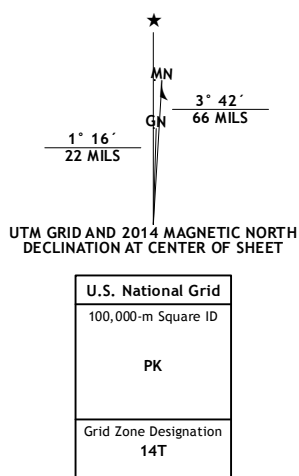 ★
MN
3° 42´
66 MILS
GN
1° 16´
22 MILS
UTM GRID AND 2014 MAGNETIC NORTH
DECLINATION AT CENTER OF SHEET
U.S. National Grid
100,000-m Square ID
PK
Grid Zone Designation
14T